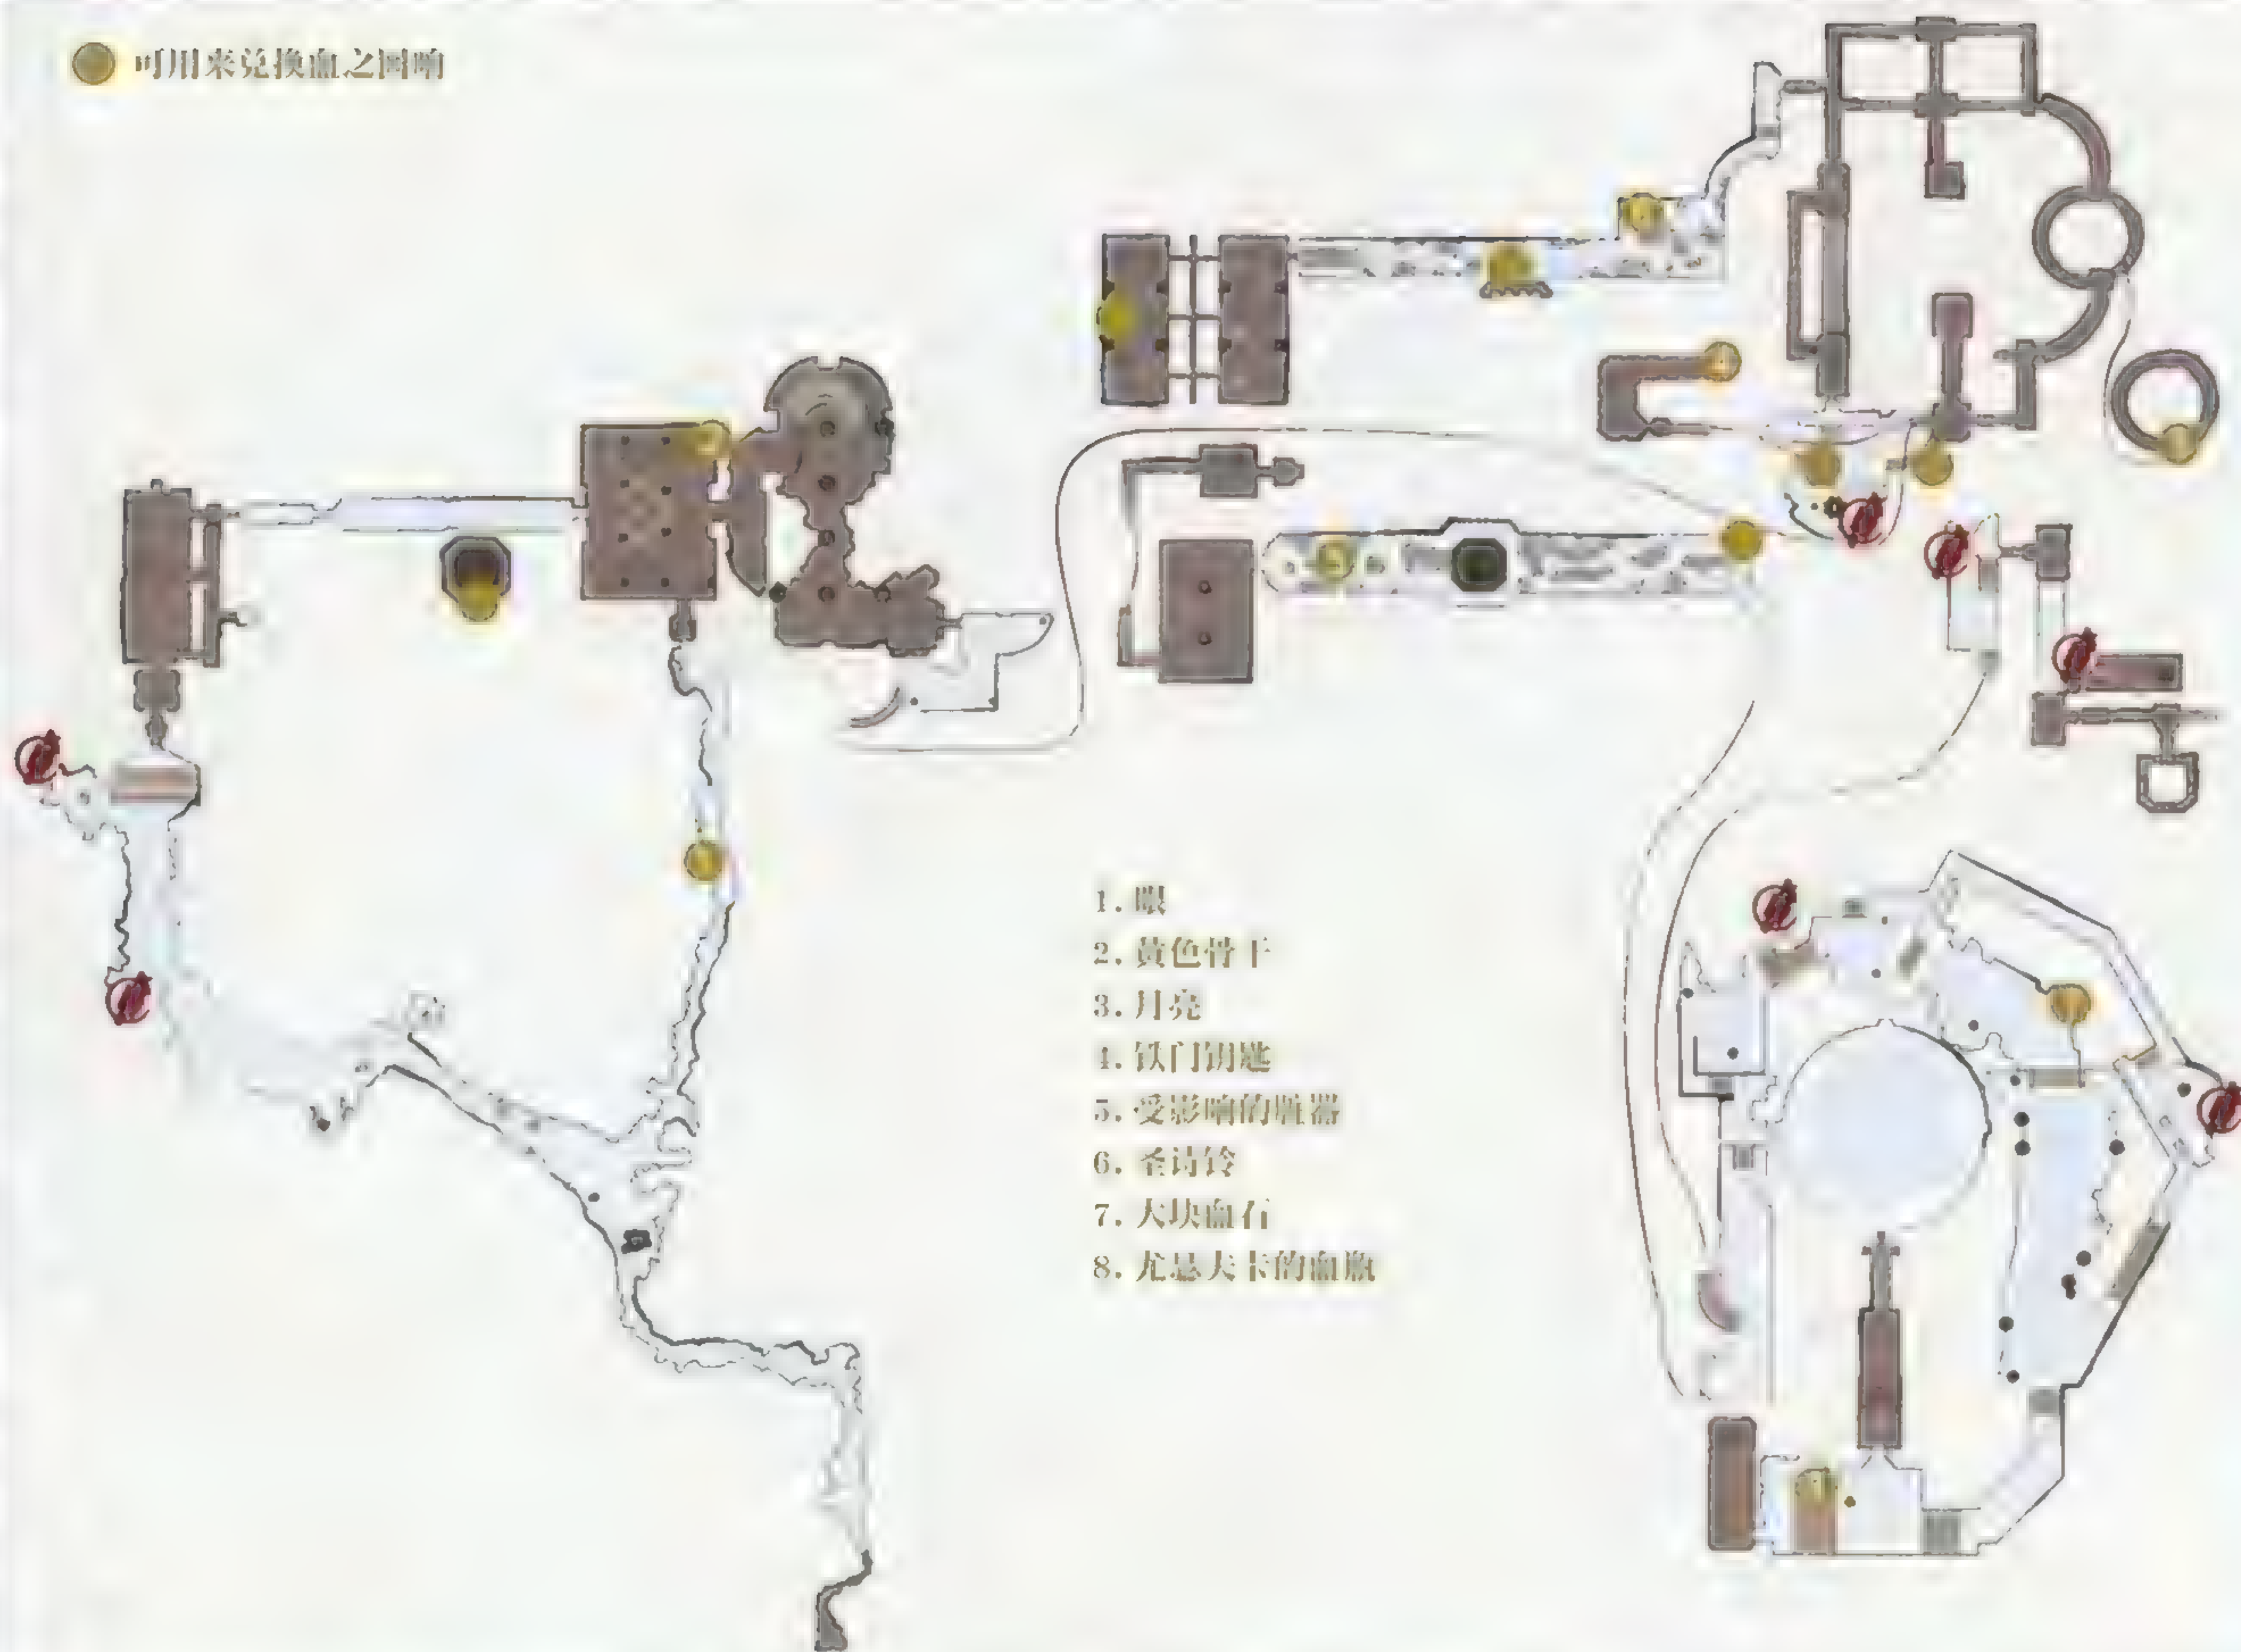 可用来兑换血之回响
1. 眼
2. 黄色骨干
3. 月亮
4. 铁门钥匙
5. 受影响的脏器
6. 圣诗铃
7. 大块血石
8. 尤瑟夫卡的血瓶